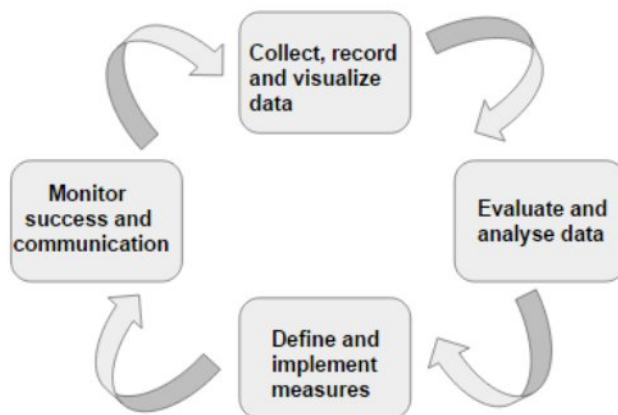 Collect, record
and visualize
data
Evaluate and
analyse data
Define and
implement
measures
Monitor
success and
communication